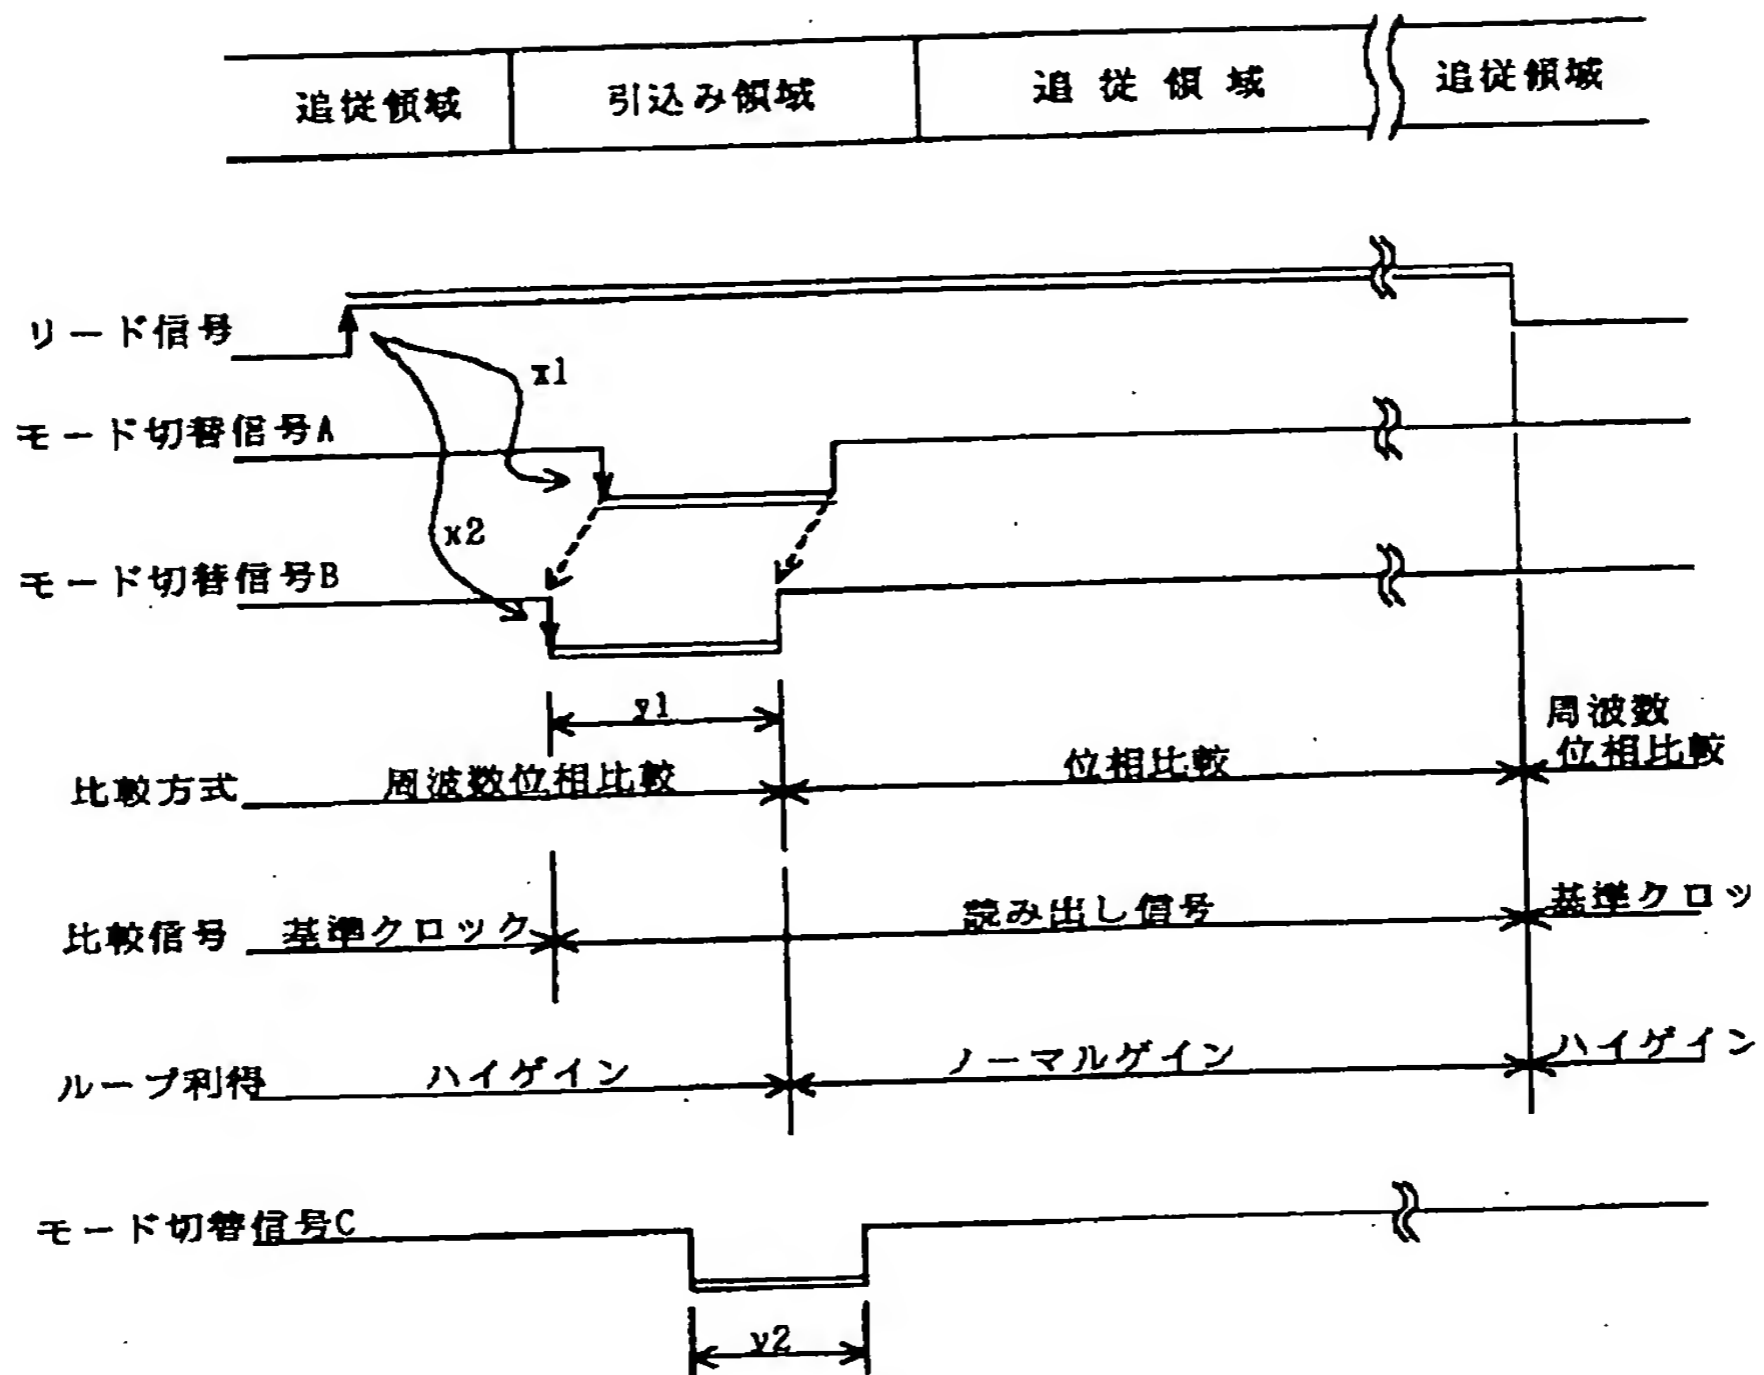 追従領域 引込み領域 追従領域 追従領域
リード信号
x1
モード切替信号A
x2
モード切替信号B
y1
周波数
位相比較
比較方式 周波数位相比較 位相比較
比較信号 基準クロック 読み出し信号 基準クロッ
ループ利得 ハイゲイン ノーマルゲイン ハイゲイン
モード切替信号C
y2